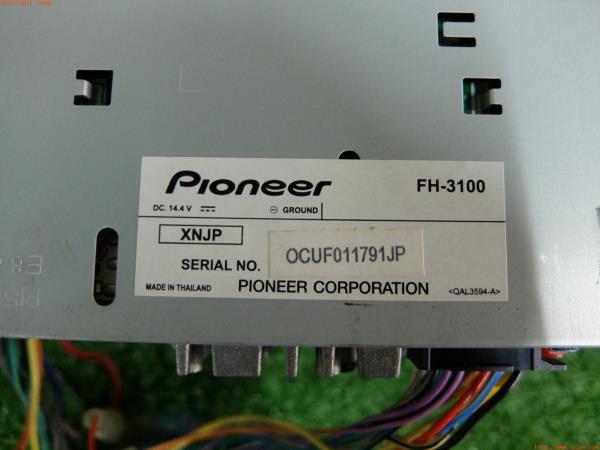 Pioneer
FH-3100
DC. 14.4 V
⊖ GROUND
XNJP
SERIAL NO. OCUF011791JP
MADE IN THAILAND
PIONEER CORPORATION
<QAL3594-A>